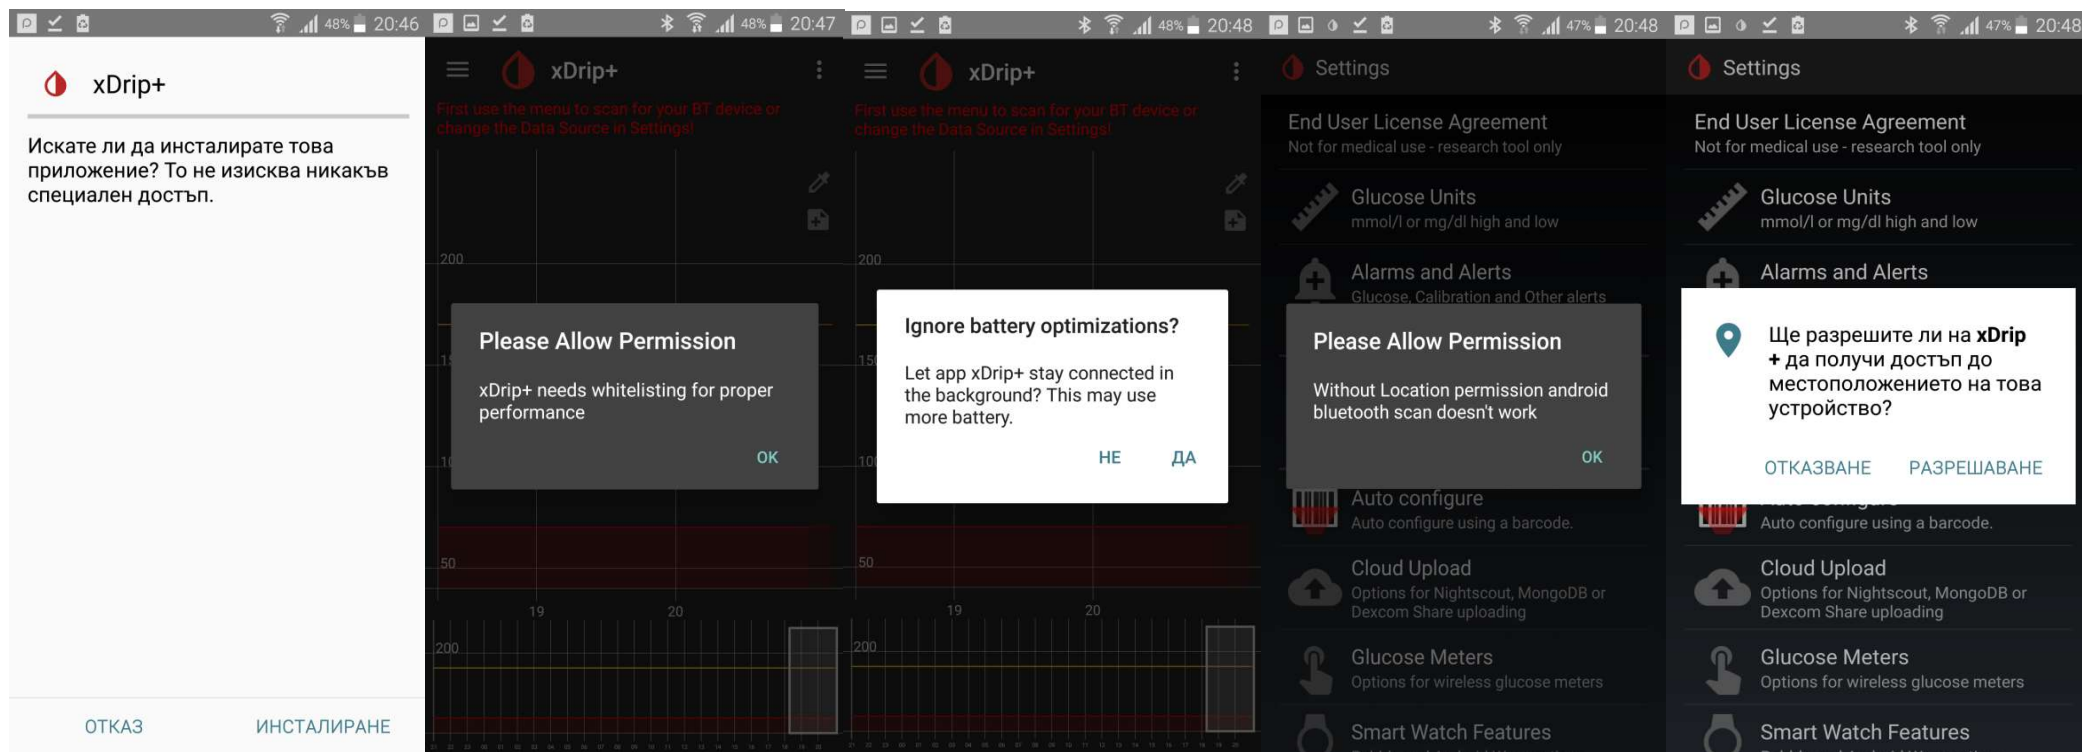 48% 20:46
xDrip+
Искате ли да инсталирате това
приложение? То не изисква никакъв
специален достъп.
ОТКАЗ ИНСТАЛИРАНЕ
48% 20:47
xDrip+
First use the menu to scan for your BT device or
change the Data Source in Settings!
200
Please Allow Permission
xDrip+ needs whitelisting for proper
performance
OK
50
19 20
200
48% 20:48
xDrip+
First use the menu to scan for your BT device or
change the Data Source in Settings!
200
Ignore battery optimizations?
150
Let app xDrip+ stay connected in
the background? This may use
more battery.
НЕ ДА
100
50
19 20
200
47% 20:48
Settings
End User License Agreement
Not for medical use - research tool only
Glucose Units
mmol/l or mg/dl high and low
Alarms and Alerts
Glucose, Calibration and Other alerts
Please Allow Permission
Without Location permission android
bluetooth scan doesn't work
OK
Auto configure
Auto configure using a barcode.
Cloud Upload
Options for Nightscout, MongoDB or
Dexcom Share uploading
Glucose Meters
Options for wireless glucose meters
Smart Watch Features
47% 20:48
Settings
End User License Agreement
Not for medical use - research tool only
Glucose Units
mmol/l or mg/dl high and low
Alarms and Alerts
Ще разрешите ли на xDrip
+ да получи достъп до
местоположението на това
устройство?
ОТКАЗВАНЕ РАЗРЕШАВАНЕ
Auto configure using a barcode.
Cloud Upload
Options for Nightscout, MongoDB or
Dexcom Share uploading
Glucose Meters
Options for wireless glucose meters
Smart Watch Features